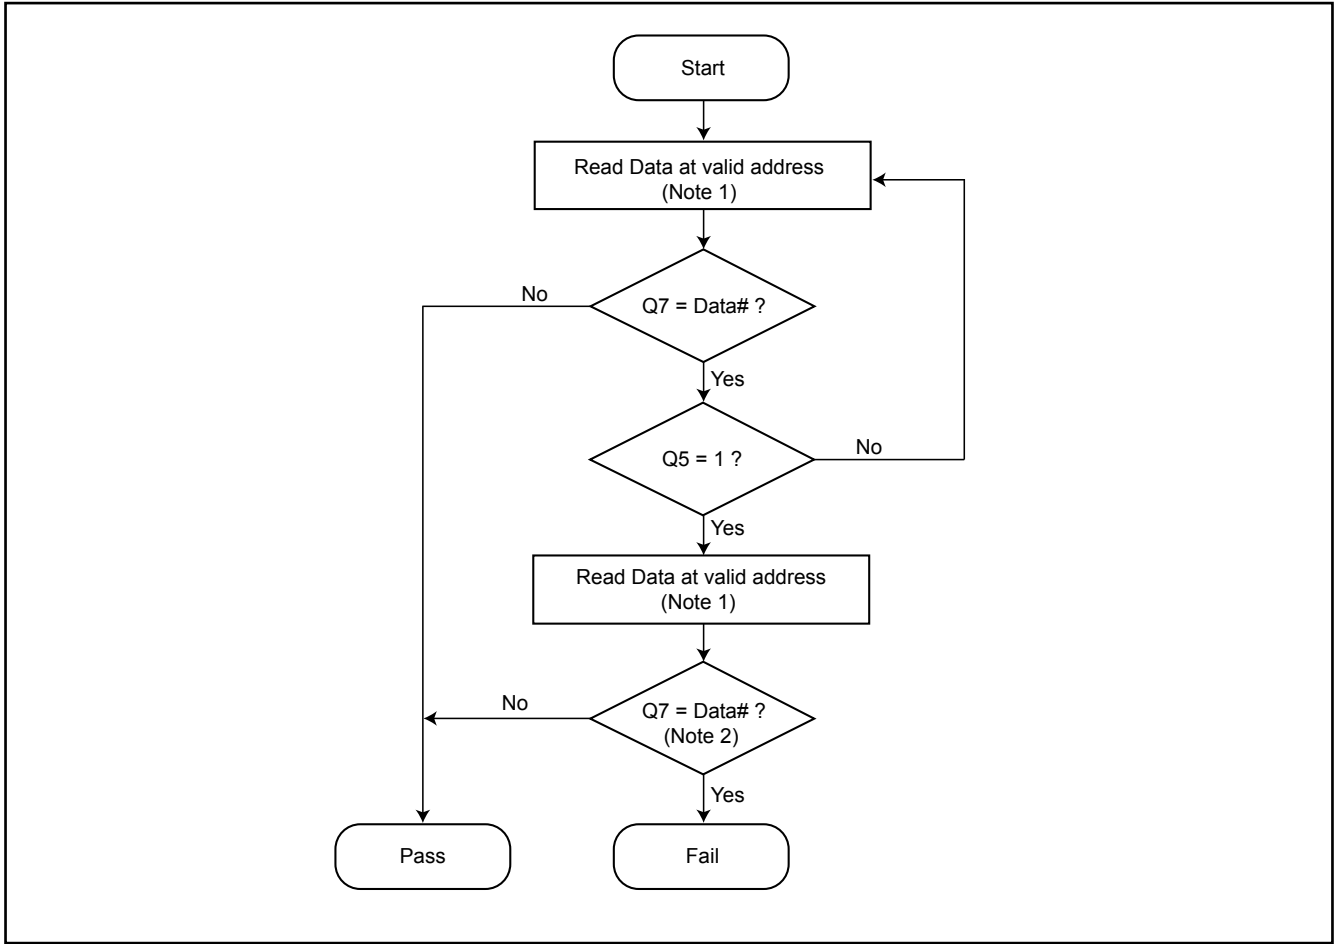 Start
Read Data at valid address
(Note 1)
No
Q7 = Data# ?
Yes
Q5 = 1 ?
No
Yes
Read Data at valid address
(Note 1)
No
Q7 = Data# ?
(Note 2)
Yes
Pass
Fail